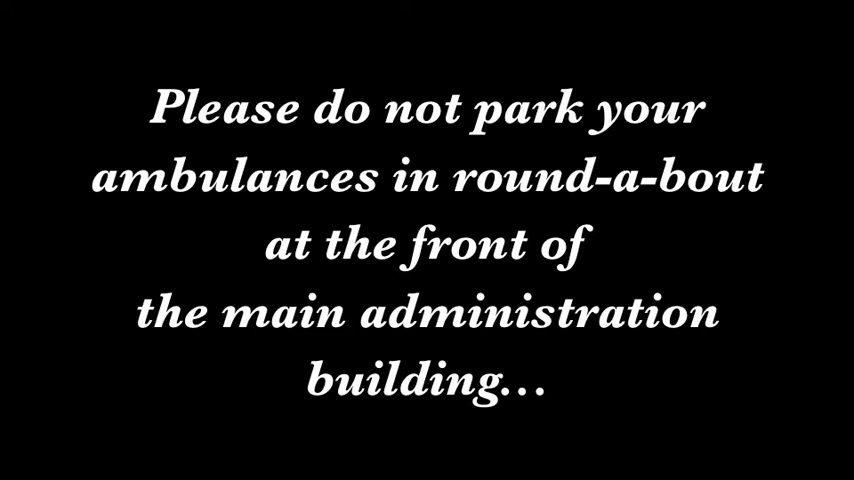 Please do not park your
ambulances in round-a-bout
at the front of
the main administration
building...